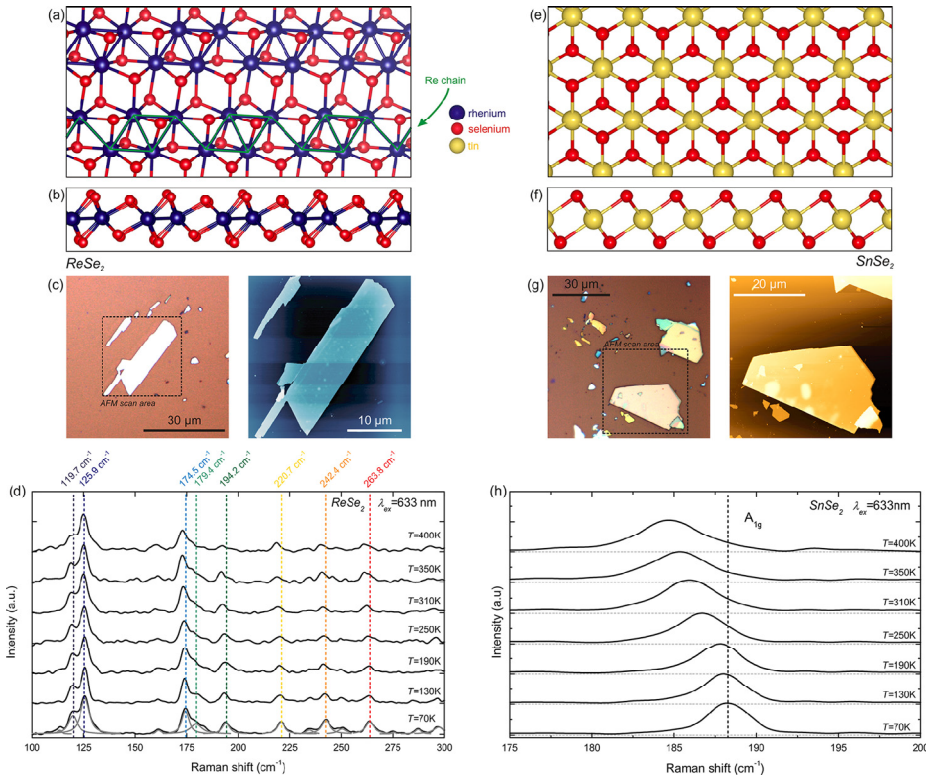 (a)
Re chain
rhenium
selenium
tin
(b)
ReSe2
(c)
AFM scan area
30 µm
10 µm
(e)
(f)
SnSe2
(g)
30 µm
AFM scan area
20 µm
119.7 cm-1
125.9 cm-1
174.5 cm-1
179.4 cm-1
194.2 cm-1
220.7 cm-1
242.4 cm-1
263.8 cm-1
(d)
ReSe2 λex=633 nm
T=400K
T=350K
T=310K
T=250K
T=190K
T=130K
T=70K
Inensity (a.u.)
100 125 150 175 200 225 250 275 300
Raman shift (cm-1)
(h)
A1g
SnSe2 λex=633nm
T=400K
T=350K
T=310K
T=250K
T=190K
T=130K
T=70K
Inensity (a.u)
175 180 185 190 195 200
Raman shift (cm-1)